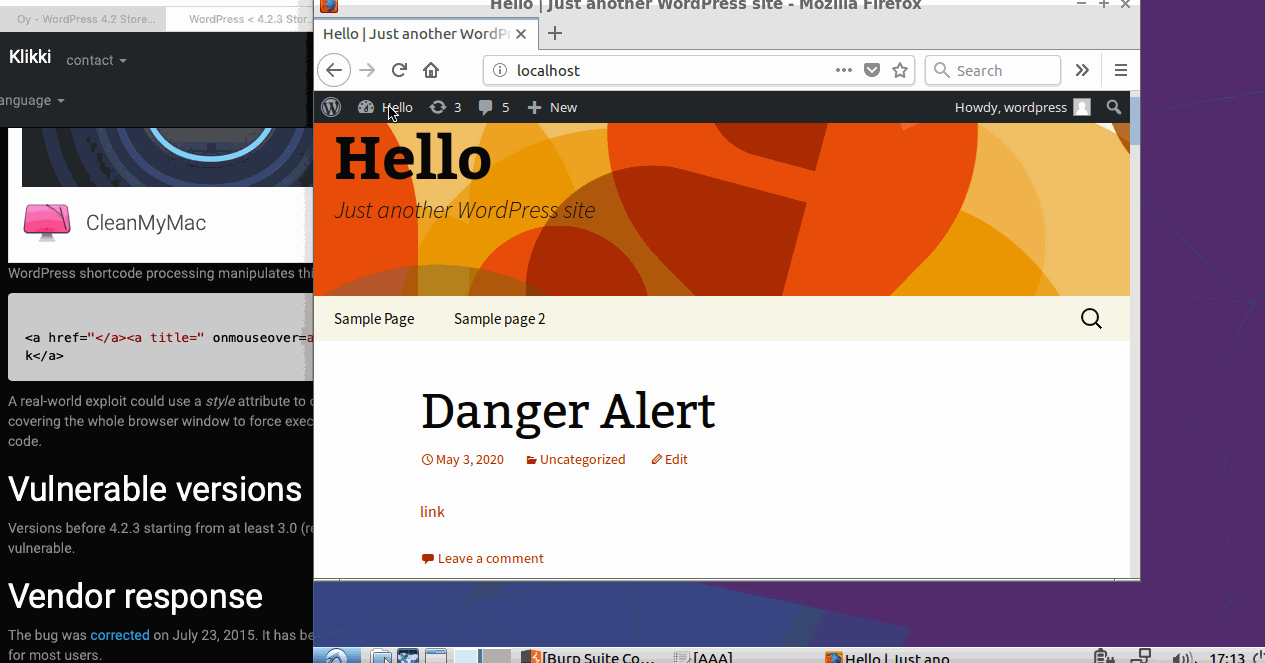 Oy - WordPress 4.2 Store...
WordPress < 4.2.3 Stor...
Klikki
contact
anguage
CleanMyMac
WordPress shortcode processing manipulates thi
<a href="</a><a title=" onmouseover=a
k</a>
A real-world exploit could use a style attribute to
covering the whole browser window to force exec
code.
Vulnerable versions
Versions before 4.2.3 starting from at least 3.0 (re
vulnerable.
Vendor response
The bug was corrected on July 23, 2015. It has be
for most users.
Hello | Just another WordPress site - Mozilla Firefox
Hello | Just another WordPr
localhost
Search
Hello
3
5
New
Howdy, wordpress
Hello
Just another WordPress site
Sample Page
Sample page 2
Danger Alert
May 3, 2020
Uncategorized
Edit
link
Leave a comment
[Burp Suite Co...
[AAA]
Hello | Just ano
17:13